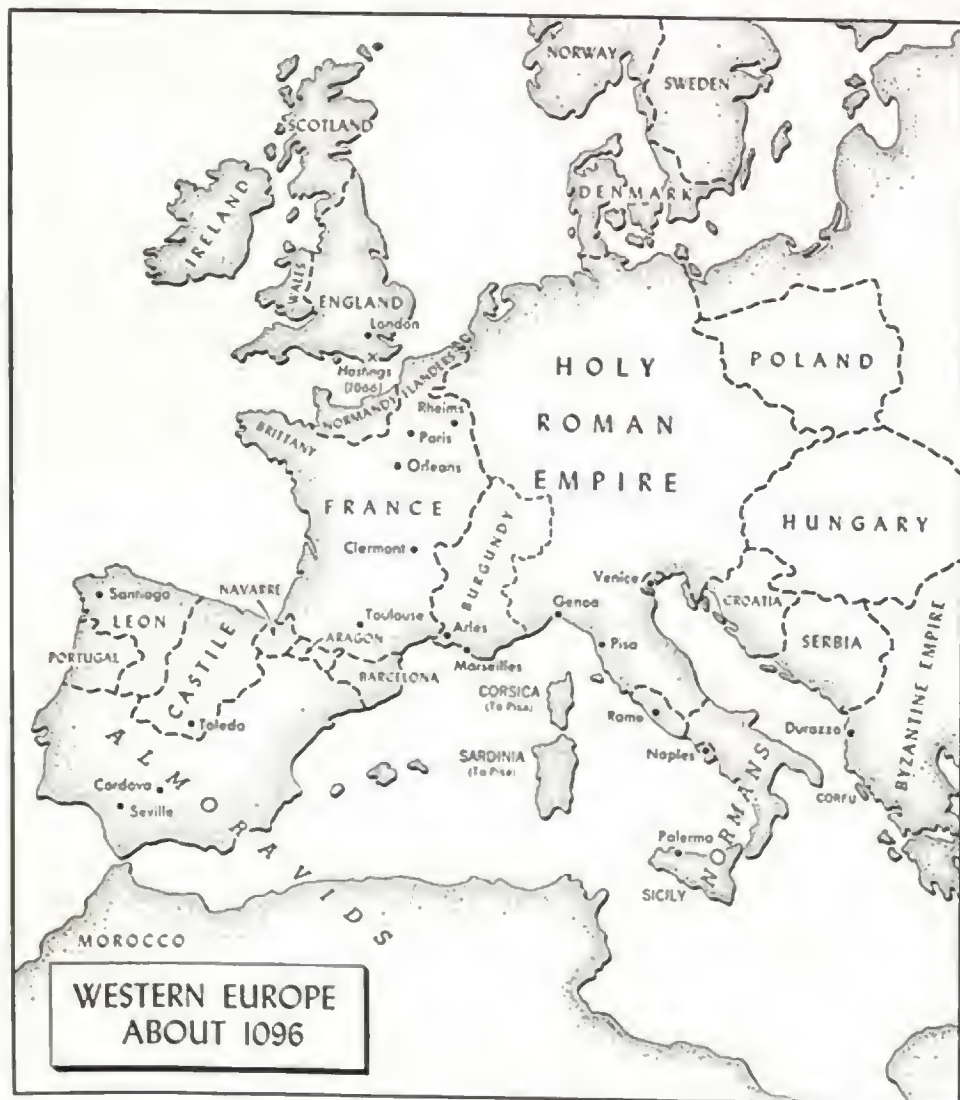 NORWAY
SWEDEN
SCOTLAND
DENMARK
IRELAND
WALES
ENGLAND
London
Hastings
(1066)
FLANDERS
NORMANDY
BRITTANY
Rheims
Paris
Orleans
HOLY
ROMAN
EMPIRE
POLAND
FRANCE
HUNGARY
Clermont
BURGUNDY
Venice
CROATIA
Santiago
NAVARRE
LEON
Toulouse
Genoa
SERBIA
PORTUGAL
CASTILE
ARAGON
Arles
Pisa
BYZANTINE EMPIRE
Marseilles
BARCELONA
CORSICA
(To Pisa)
Rome
Toledo
Durazzo
SARDINIA
(To Pisa)
Naples
ALMORAVIDS
Cordova
Seville
CORFU
NORMANS
Palermo
SICILY
MOROCCO
WESTERN EUROPE
ABOUT 1096